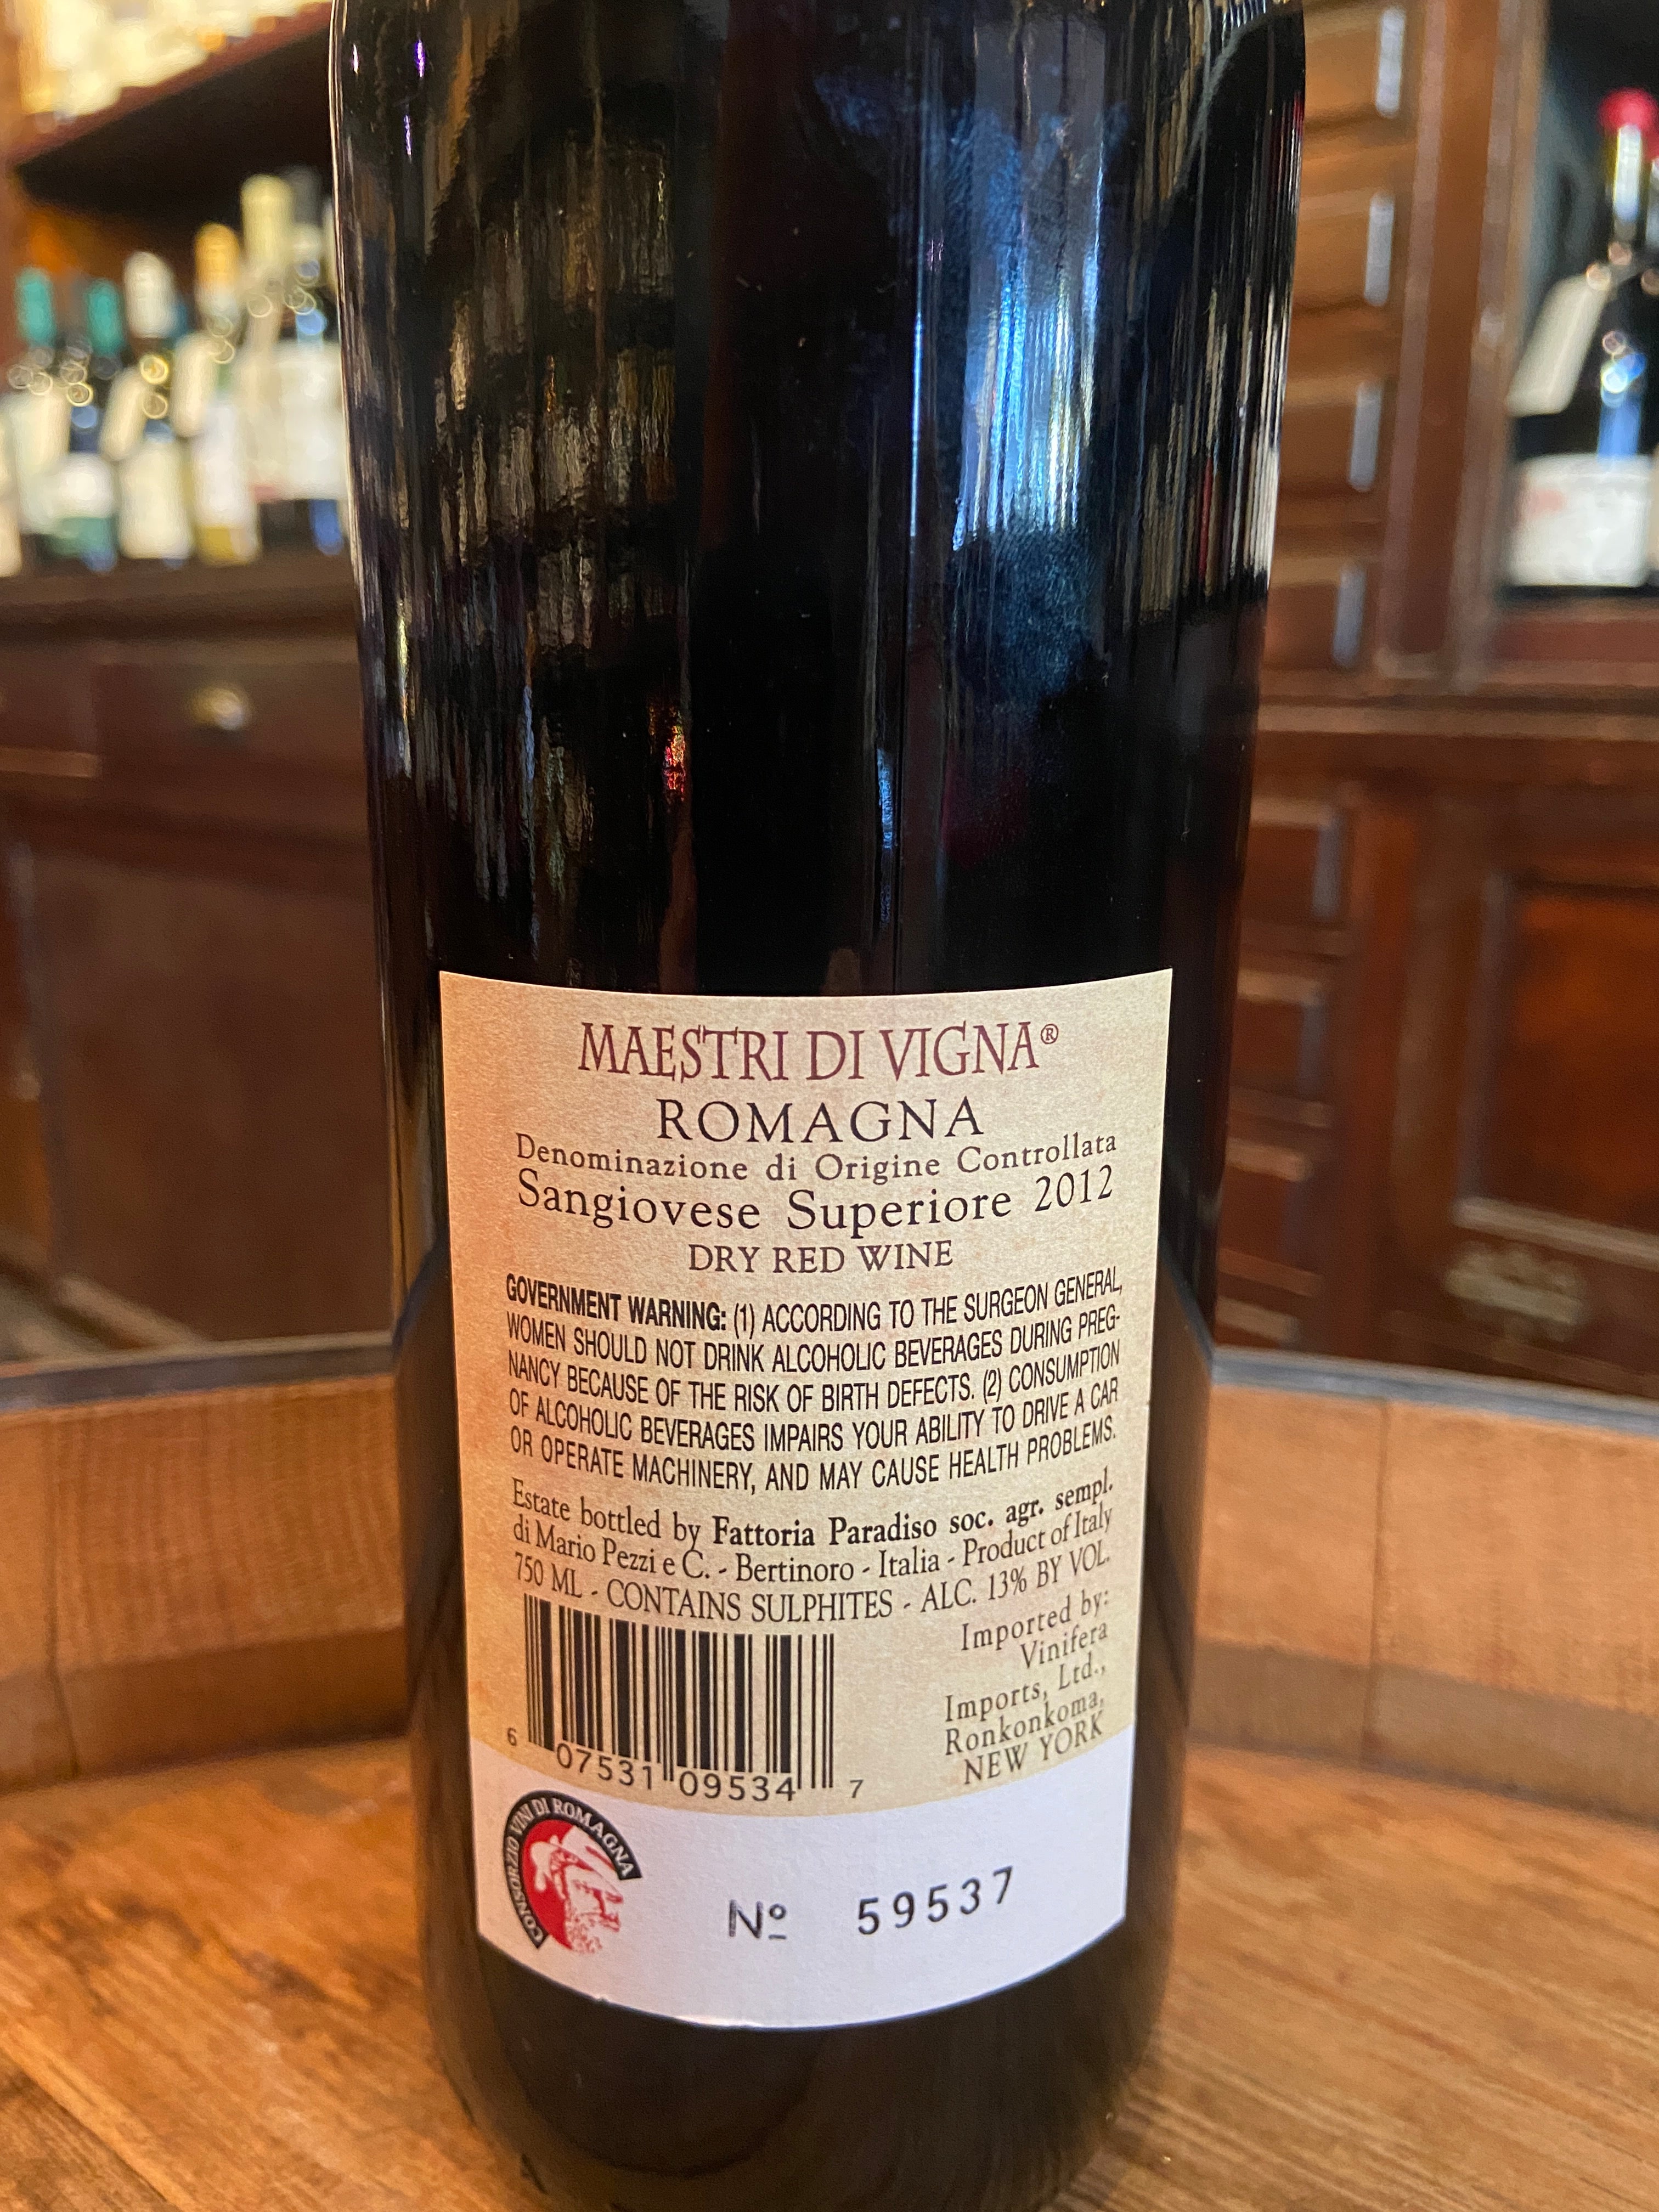 MAESTRI DI VIGNA®
ROMAGNA
Denominazione di Origine Controllata
Sangiovese Superiore 2012
DRY RED WINE
GOVERNMENT WARNING: (1) ACCORDING TO THE SURGEON GENERAL,
WOMEN SHOULD NOT DRINK ALCOHOLIC BEVERAGES DURING PREG-
NANCY BECAUSE OF THE RISK OF BIRTH DEFECTS. (2) CONSUMPTION
OF ALCOHOLIC BEVERAGES IMPAIRS YOUR ABILITY TO DRIVE A CAR
OR OPERATE MACHINERY, AND MAY CAUSE HEALTH PROBLEMS.
Estate bottled by Fattoria Paradiso soc. agr. sempl.
di Mario Pezzi e C. - Bertinoro - Italia - Product of Italy
750 ML - CONTAINS SULPHITES - ALC. 13% BY VOL.
Imported by:
Vinifera
Imports, Ltd.,
Ronkonkoma,
NEW YORK
6 07531 09534 7
CONSORZIO VINI DI ROMAGNA
Nº 59537